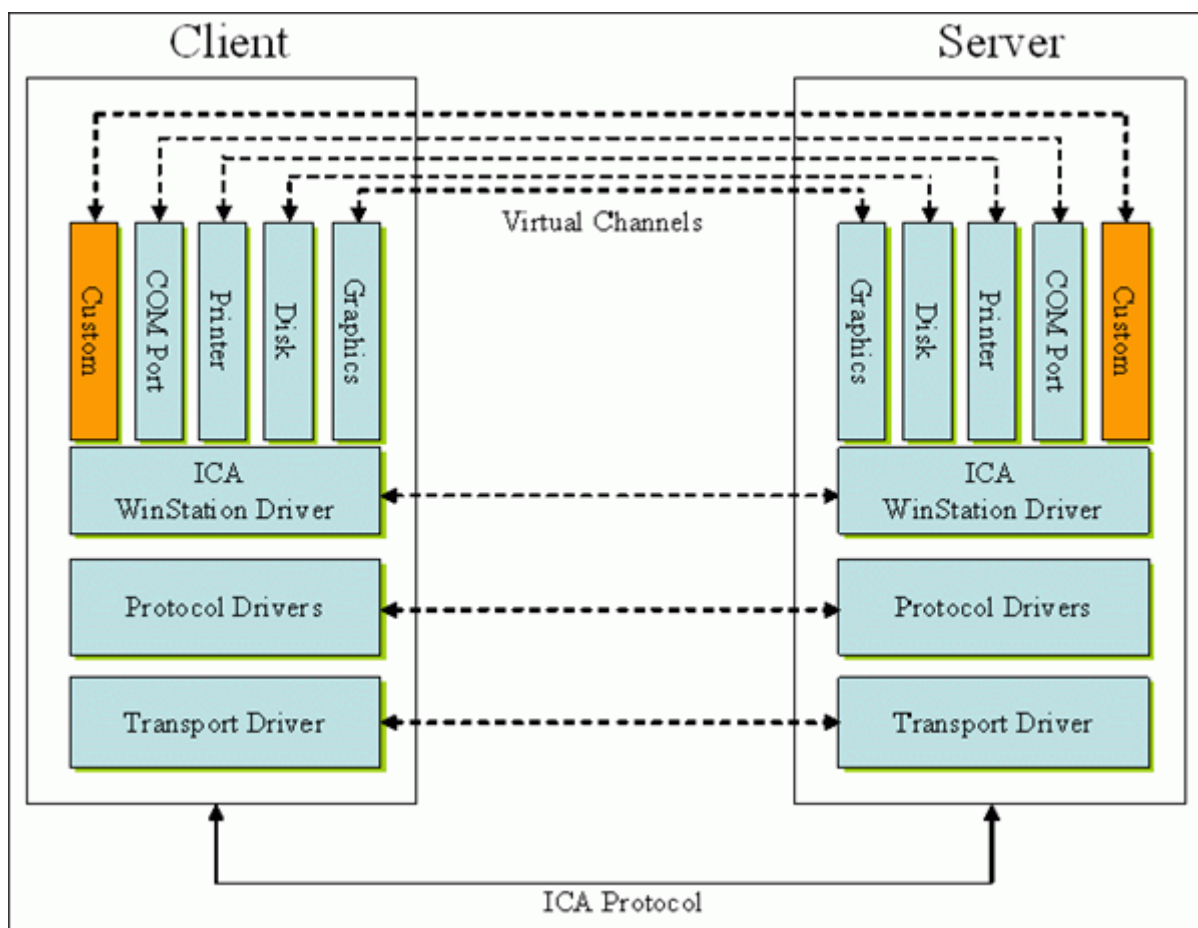 Client
Server
Virtual Channels
Custom
COM Port
Printer
Disk
Graphics
Graphics
Disk
Printer
COM Port
Custom
ICA
WinStation Driver
ICA
WinStation Driver
Protocol Drivers
Protocol Drivers
Transport Driver
Transport Driver
ICA Protocol